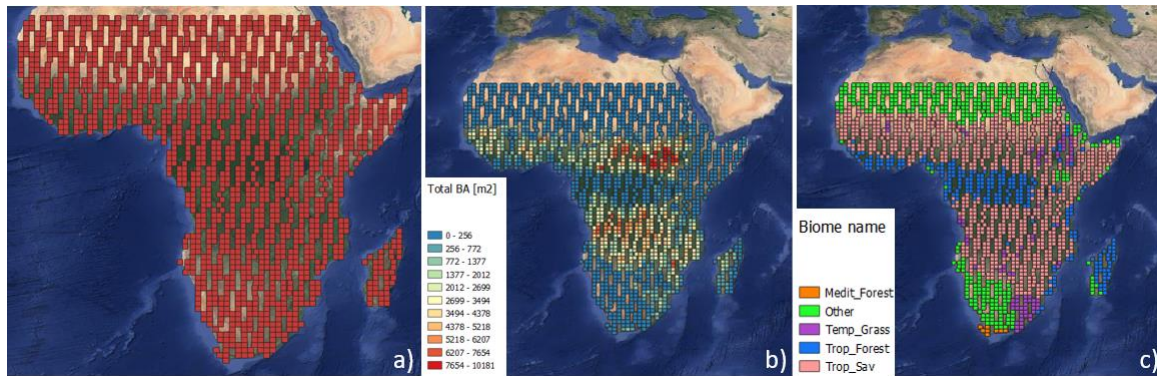 a)
Total BA [m2]
0 - 256
256 - 772
772 - 1377
1377 - 2012
2012 - 2699
2699 - 3494
3494 - 4378
4378 - 5218
5218 - 6207
6207 - 7654
7654 - 10181
b)
Biome name
Medit_Forest
Other
Temp_Grass
Trop_Forest
Trop_Sav
c)